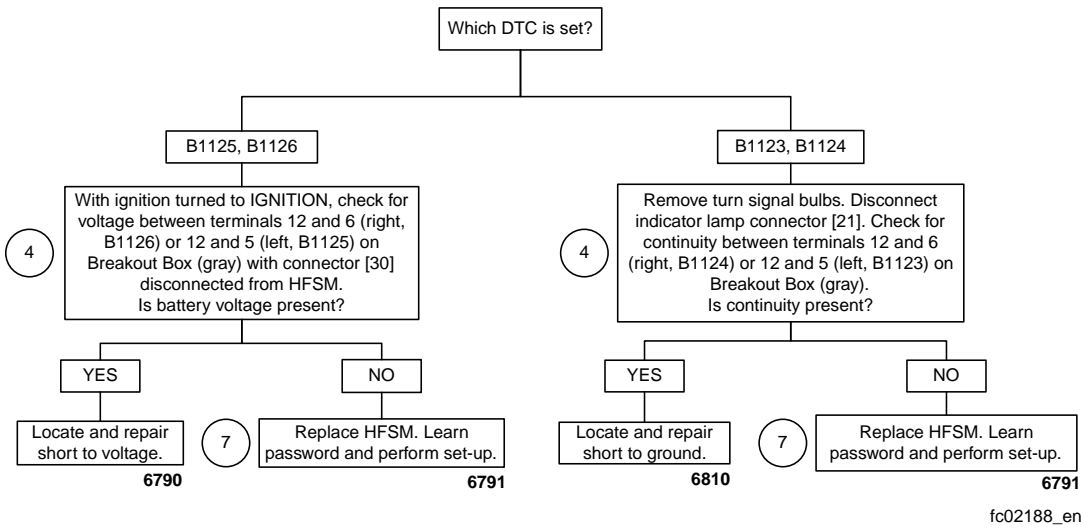 Which DTC is set?
B1125, B1126
With ignition turned to IGNITION, check for
voltage between terminals 12 and 6 (right,
B1126) or 12 and 5 (left, B1125) on
Breakout Box (gray) with connector [30]
disconnected from HFSM.
Is battery voltage present?
4
YES
NO
Locate and repair
short to voltage.
6790
7
Replace HFSM. Learn
password and perform set-up.
6791
B1123, B1124
Remove turn signal bulbs. Disconnect
indicator lamp connector [21]. Check for
continuity between terminals 12 and 6
(right, B1124) or 12 and 5 (left, B1123) on
Breakout Box (gray).
Is continuity present?
4
YES
NO
Locate and repair
short to ground.
6810
7
Replace HFSM. Learn
password and perform set-up.
6791
fc02188_en